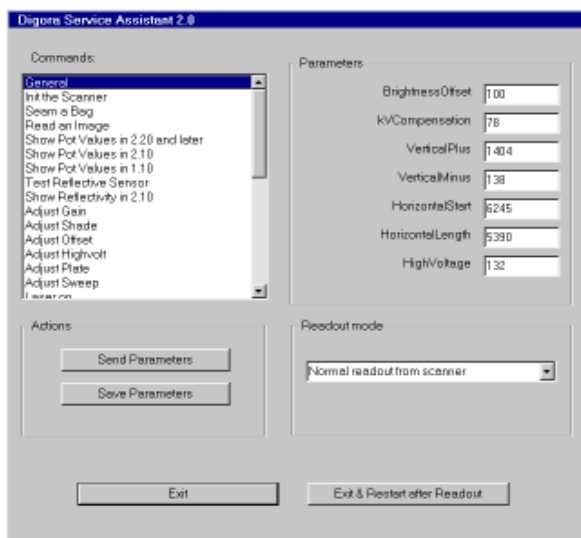 Digora Service Assistant 2.0
Commands:
General
Init the Scanner
Seam a Bag
Read an Image
Show Pot Values in 2.20 and later
Show Pot Values in 2.10
Show Pot Values in 1.10
Test Reflective Sensor
Show Reflectivity in 2.10
Adjust Gain
Adjust Shade
Adjust Offset
Adjust Highvolt
Adjust Plate
Adjust Sweep
Laser on
Parameters
BrightnessOffset 100
kVCompensation 78
VerticalPlus 1404
VerticalMinus 138
HorizontalStart 6245
HorizontalLength 5390
HighVoltage 132
Actions
Send Parameters
Save Parameters
Readout mode
Normal readout from scanner
Exit
Exit & Restart after Readout